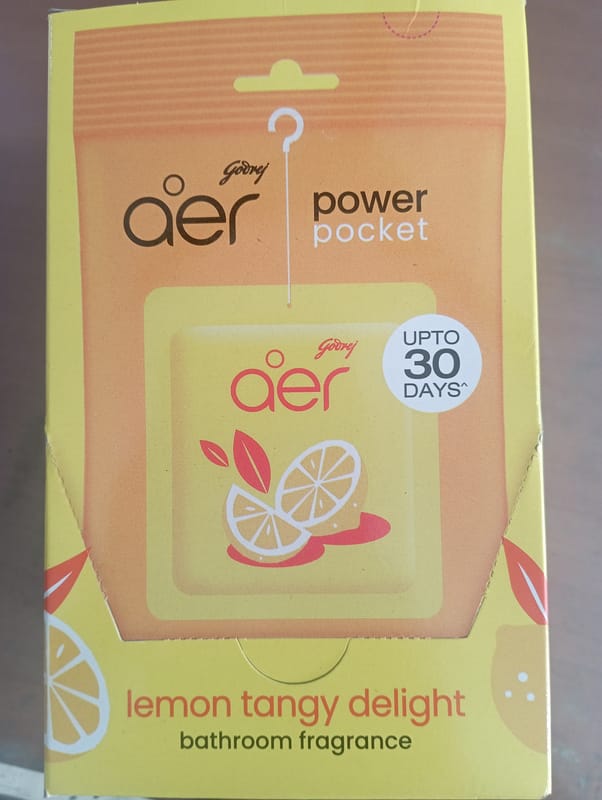 Godrej
aer
power
pocket
Godrej
aer
UPTO
30
DAYS^
lemon tangy delight
bathroom fragrance